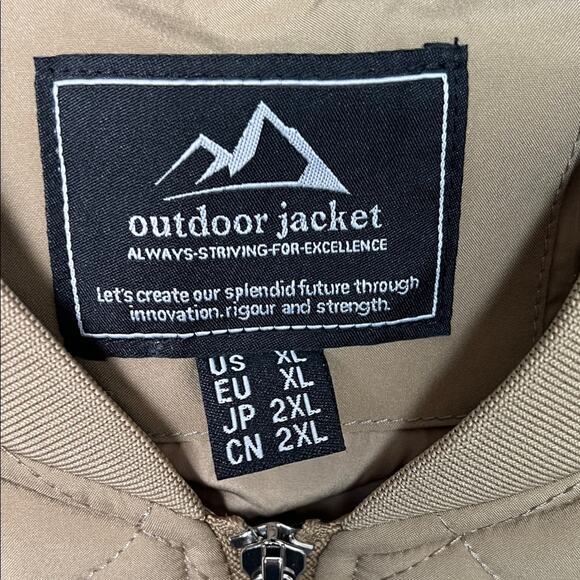 outdoor jacket
ALWAYS-STRIVING-FOR-EXCELLENCE
Let's create our splendid future through
innovation.rigour and strength.
US XL
EU XL
JP 2XL
CN 2XL